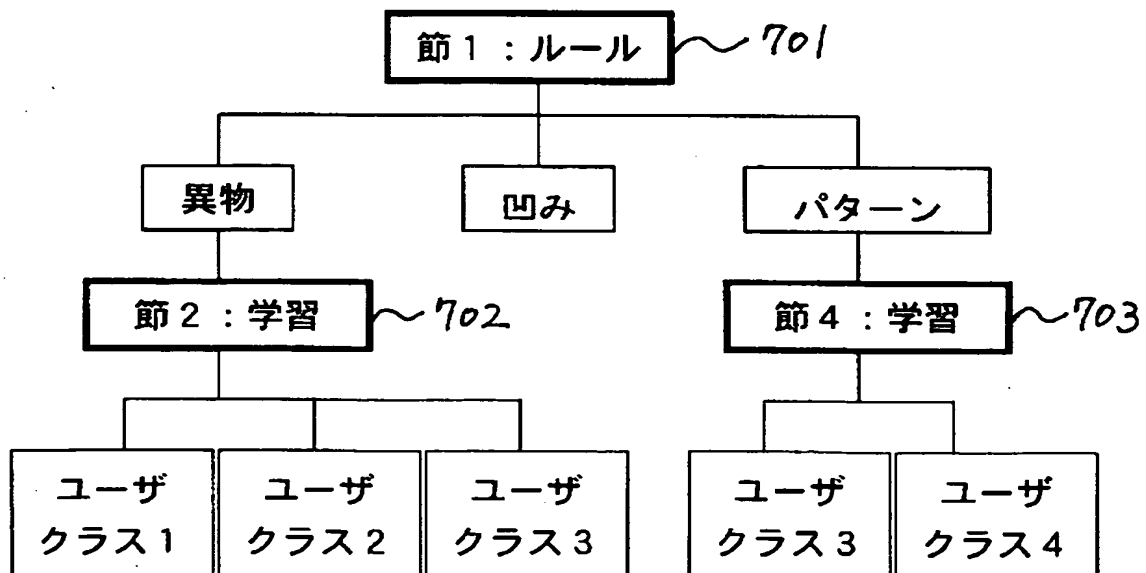 節1：ルール 701
異物 凹み パターン
節2：学習 702 節4：学習 703
ユーザ ユーザ ユーザ ユーザ ユーザ
クラス1 クラス2 クラス3 クラス3 クラス4